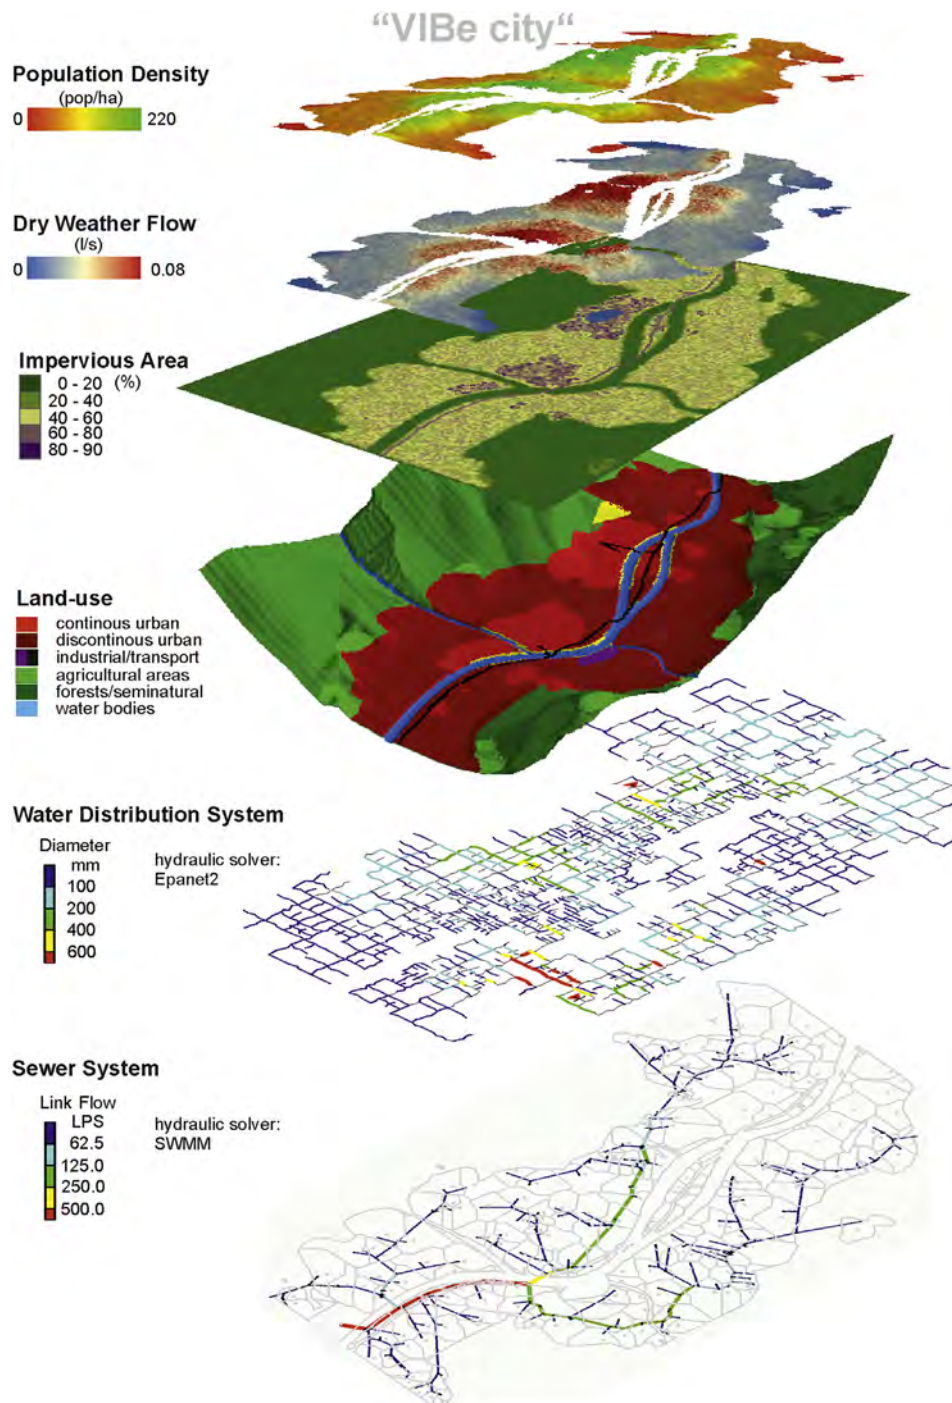 “VIBe city“
Population Density
(pop/ha)
0 220
Dry Weather Flow
(l/s)
0 0.08
Impervious Area
0 - 20 (%)
20 - 40
40 - 60
60 - 80
80 - 90
Land-use
continous urban
discontinous urban
industrial/transport
agricultural areas
forests/seminatural
water bodies
Water Distribution System
Diameter
mm
100
200
400
600
hydraulic solver:
Epanet2
Sewer System
Link Flow
LPS
62.5
125.0
250.0
500.0
hydraulic solver:
SWMM